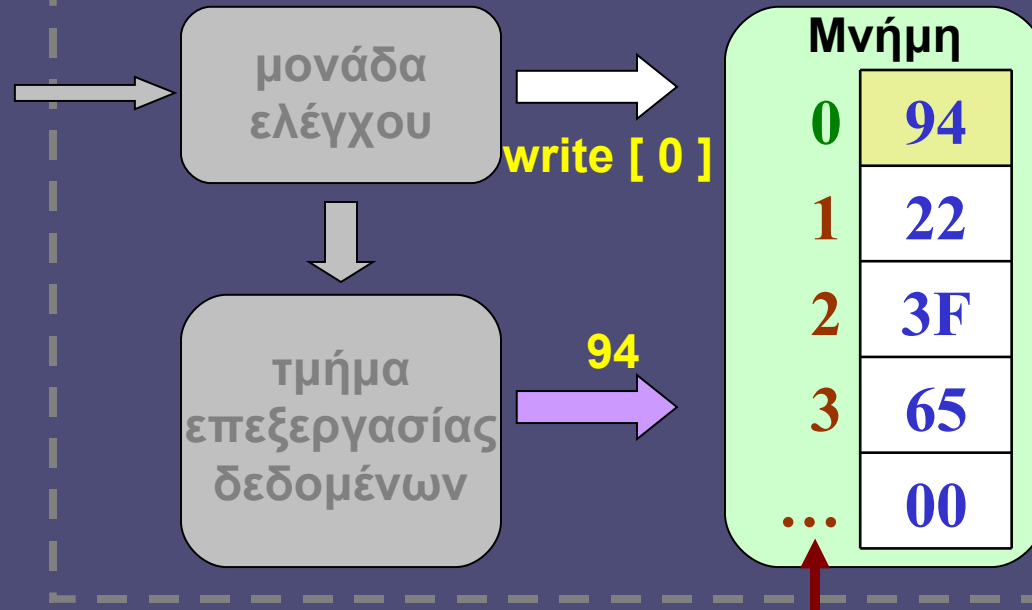 μονάδα
ελέγχου
write [ 0 ]
τμήμα
επεξεργασίας
δεδομένων
94
Μνήμη
0 94
1 22
2 3F
3 65
... 00